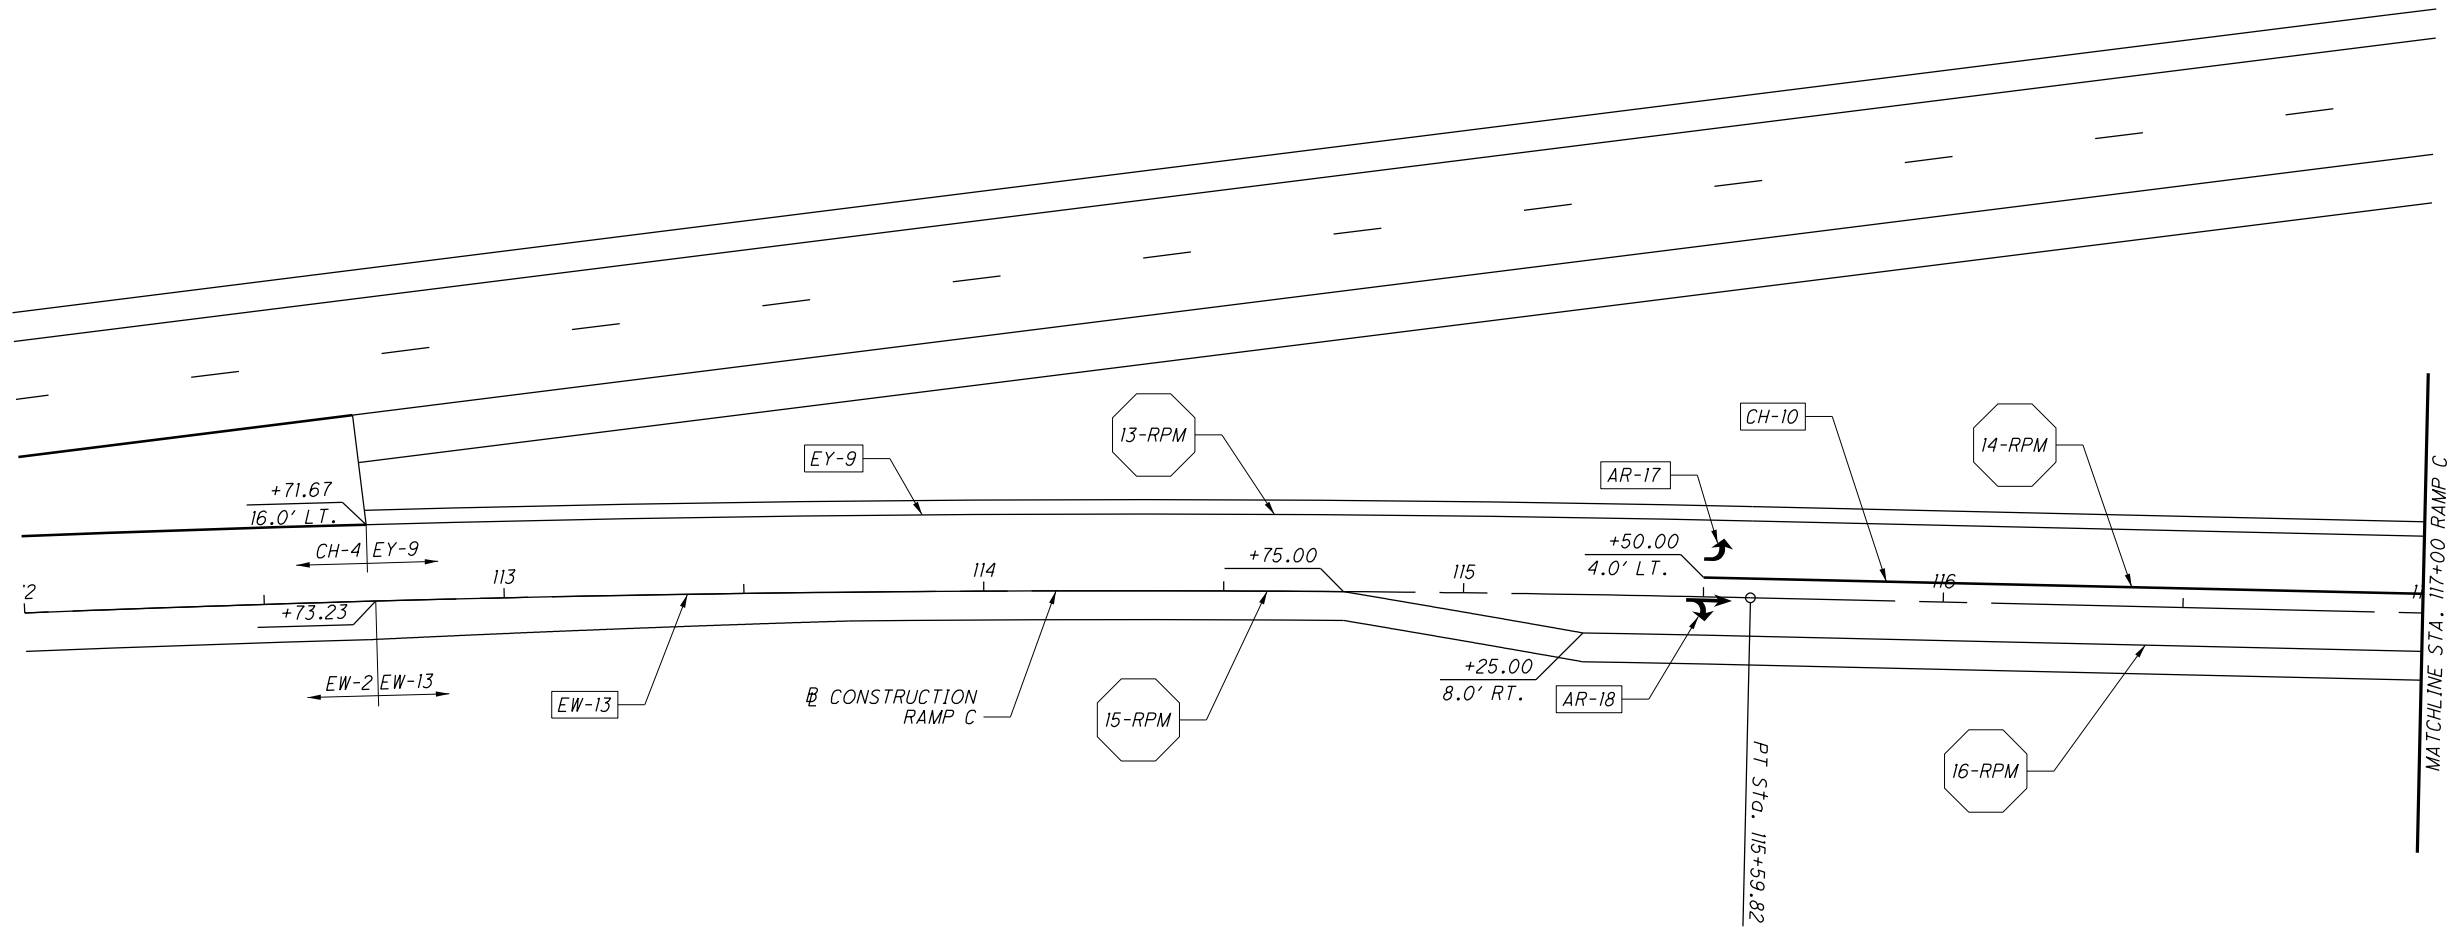 13-RPM
CH-10
14-RPM
EY-9
AR-17
+71.67
16.0' LT.
CH-4 EY-9
+75.00
+50.00
4.0' LT.
113
114
115
116
+73.23
EW-2 EW-13
EW-13
℄ CONSTRUCTION
RAMP C
15-RPM
+25.00
8.0' RT.
AR-18
16-RPM
PT Sta. 115+59.82
MATCHLINE STA. 117+00 RAMP C